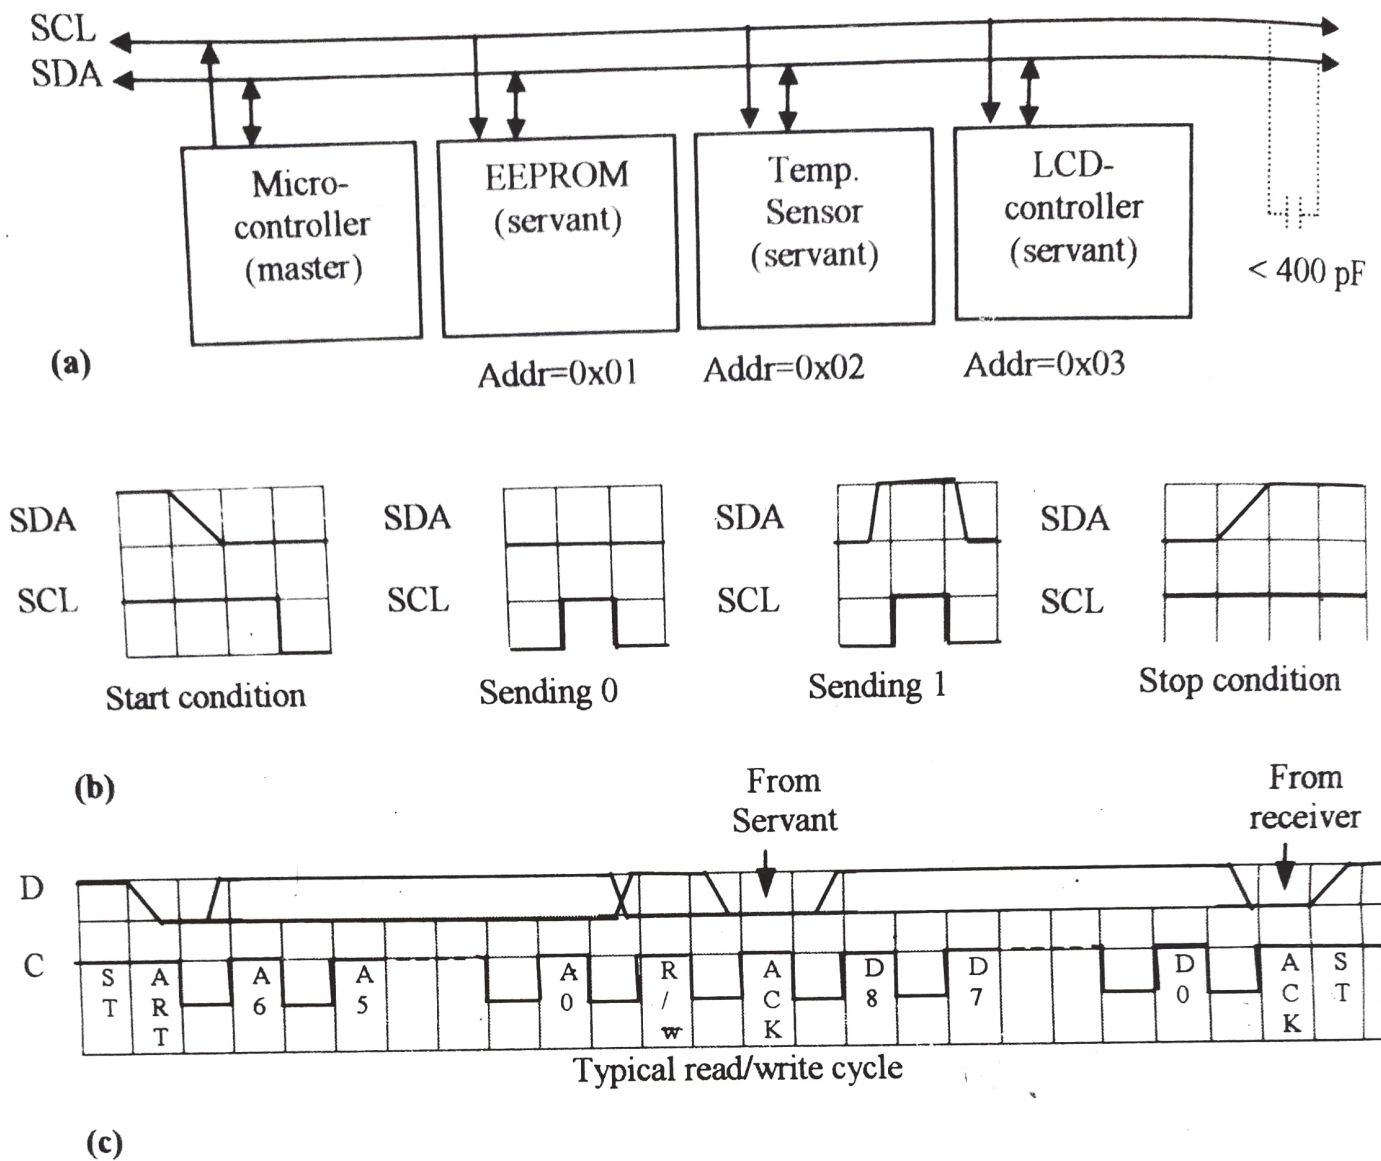 SCL
SDA
Micro-
controller
(master)
EEPROM
(servant)
Temp.
Sensor
(servant)
LCD-
controller
(servant)
< 400 pF
(a)
Addr=0x01
Addr=0x02
Addr=0x03
SDA
SCL
Start condition
SDA
SCL
Sending 0
SDA
SCL
Sending 1
SDA
SCL
Stop condition
(b)
From
Servant
From
receiver
D
C
S
T
A
R
T
A
6
A
5
A
0
R
/
w
A
C
K
D
8
D
7
D
0
A
C
K
S
T
Typical read/write cycle
(c)